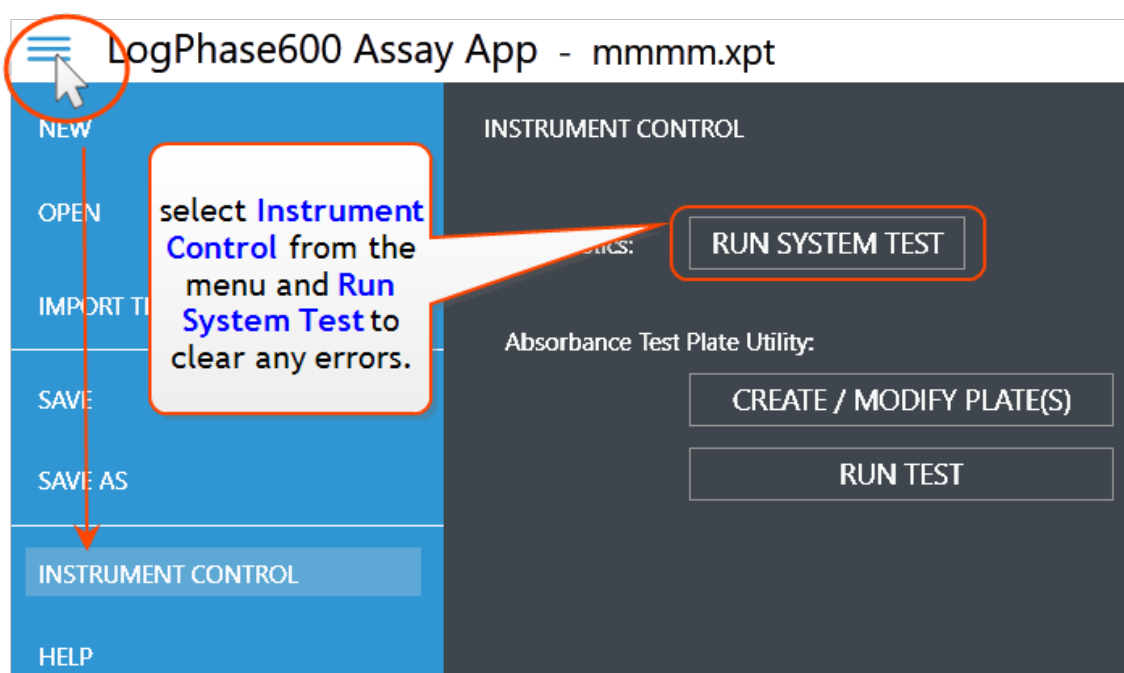 LogPhase600 Assay App - mmmm.xpt
NEW
OPEN
IMPORT
SAVE
SAVE AS
INSTRUMENT CONTROL
HELP
select Instrument
Control from the
menu and Run
System Test to
clear any errors.
INSTRUMENT CONTROL
RUN SYSTEM TEST
Absorbance Test Plate Utility:
CREATE / MODIFY PLATE(S)
RUN TEST